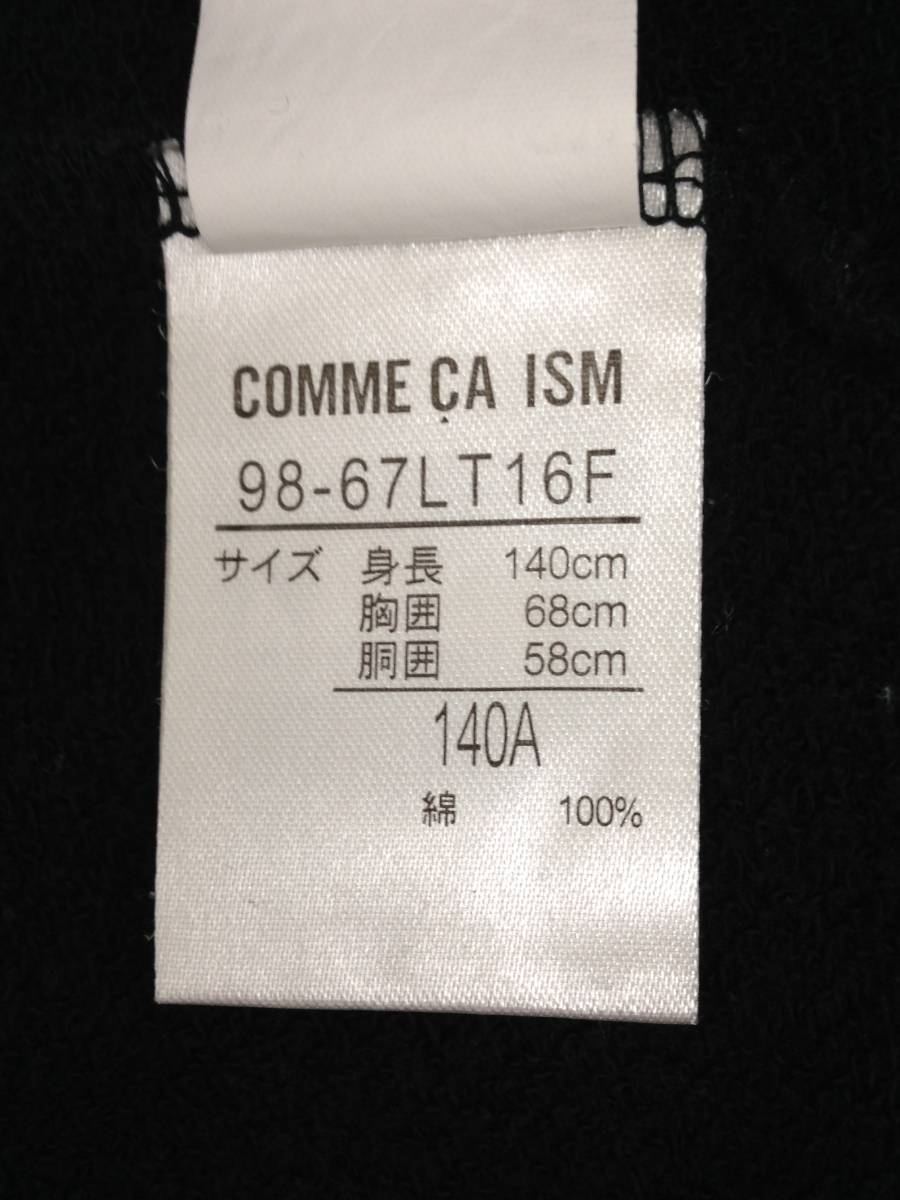 COMME ÇA ISM
98-67LT16F
サイズ 身長 140cm
胸囲 68cm
胴囲 58cm
140A
綿 100%